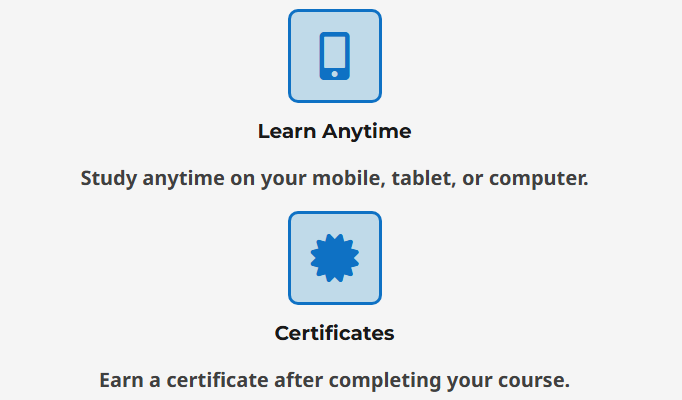 Learn Anytime
Study anytime on your mobile, tablet, or computer.
Certificates
Earn a certificate after completing your course.